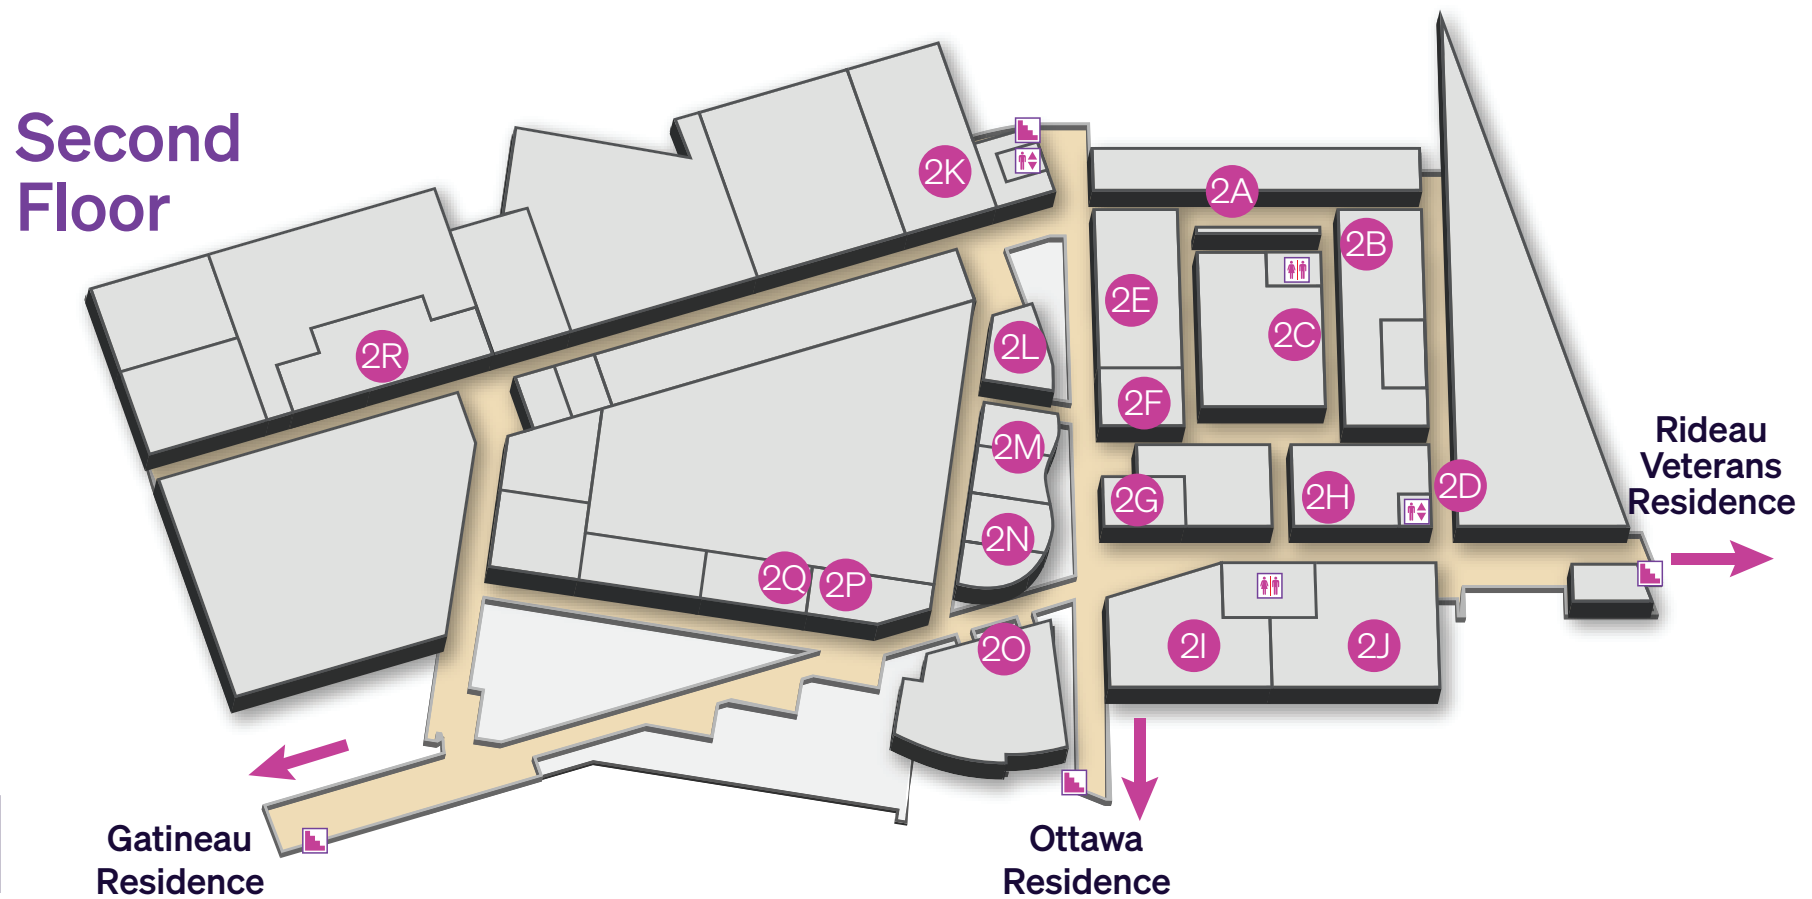 Second
Floor
2K
2A
2B
2E
2C
2L
2R
2F
2M
2G
2H
2D
2N
2Q
2P
2O
2I
2J
Rideau
Veterans
Residence
Gatineau
Residence
Ottawa
Residence